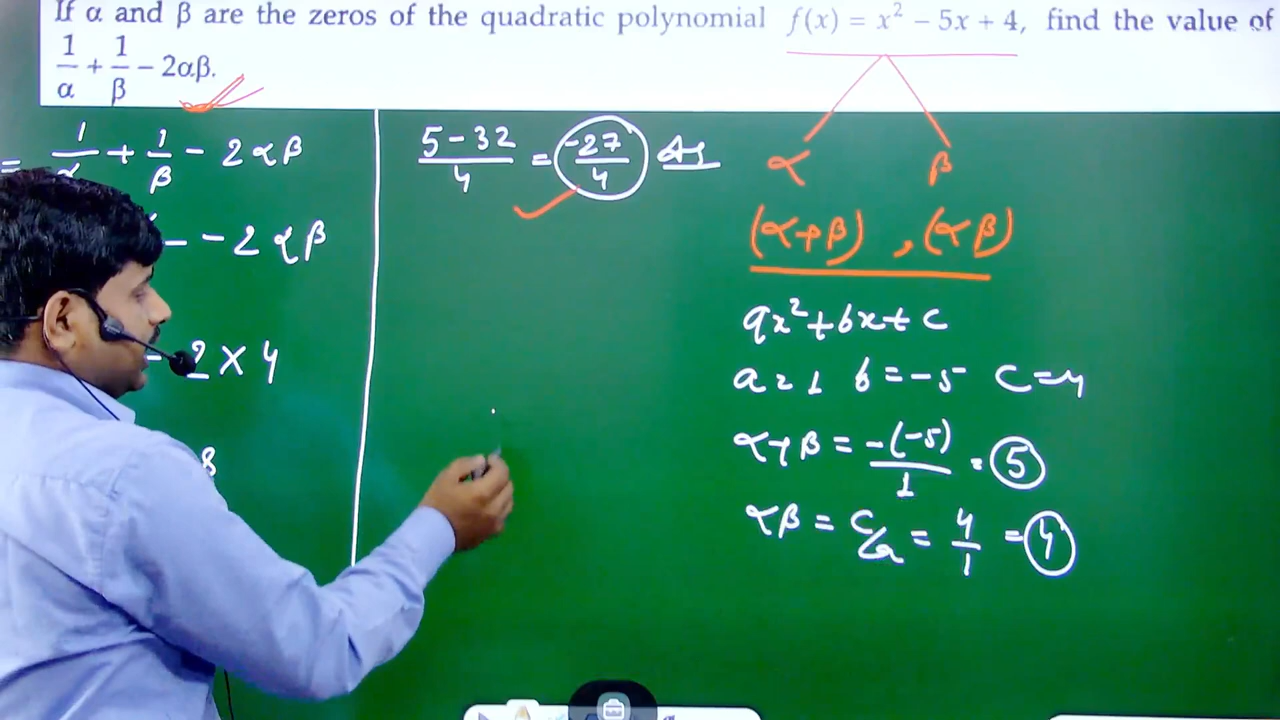 If α and β are the zeros of the quadratic polynomial f(x) = x² − 5x + 4, find the value of
1/α + 1/β − 2αβ.
= 1/α + 1/β − 2αβ
− 2αβ
− 2 × 4
8
(5 − 32)/4 = −27/4 Ans
α β
(α+β) , (αβ)
ax² + bx + c
a = 1 b = −5 c = 4
α+β = −(−5)/1 = 5
αβ = c/a = 4/1 = 4